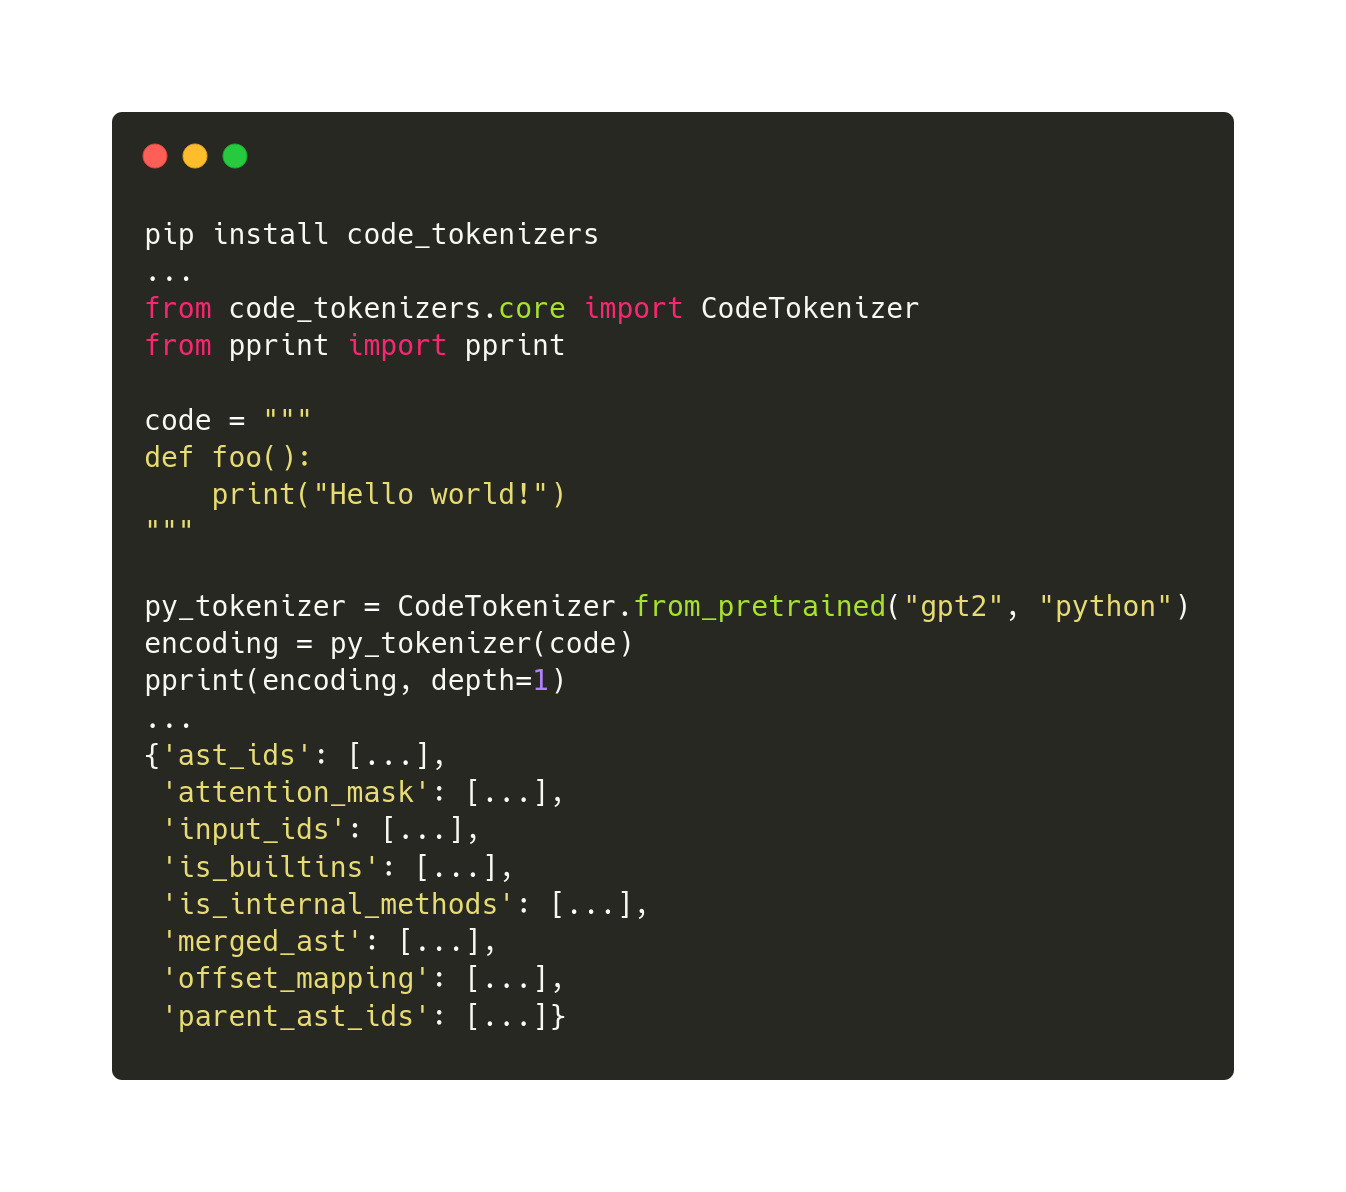 pip install code_tokenizers
...
from code_tokenizers.core import CodeTokenizer
from pprint import pprint

code = """
def foo():
    print("Hello world!")
"""

py_tokenizer = CodeTokenizer.from_pretrained("gpt2", "python")
encoding = py_tokenizer(code)
pprint(encoding, depth=1)
...
{'ast_ids': [...],
 'attention_mask': [...],
 'input_ids': [...],
 'is_builtins': [...],
 'is_internal_methods': [...],
 'merged_ast': [...],
 'offset_mapping': [...],
 'parent_ast_ids': [...]}